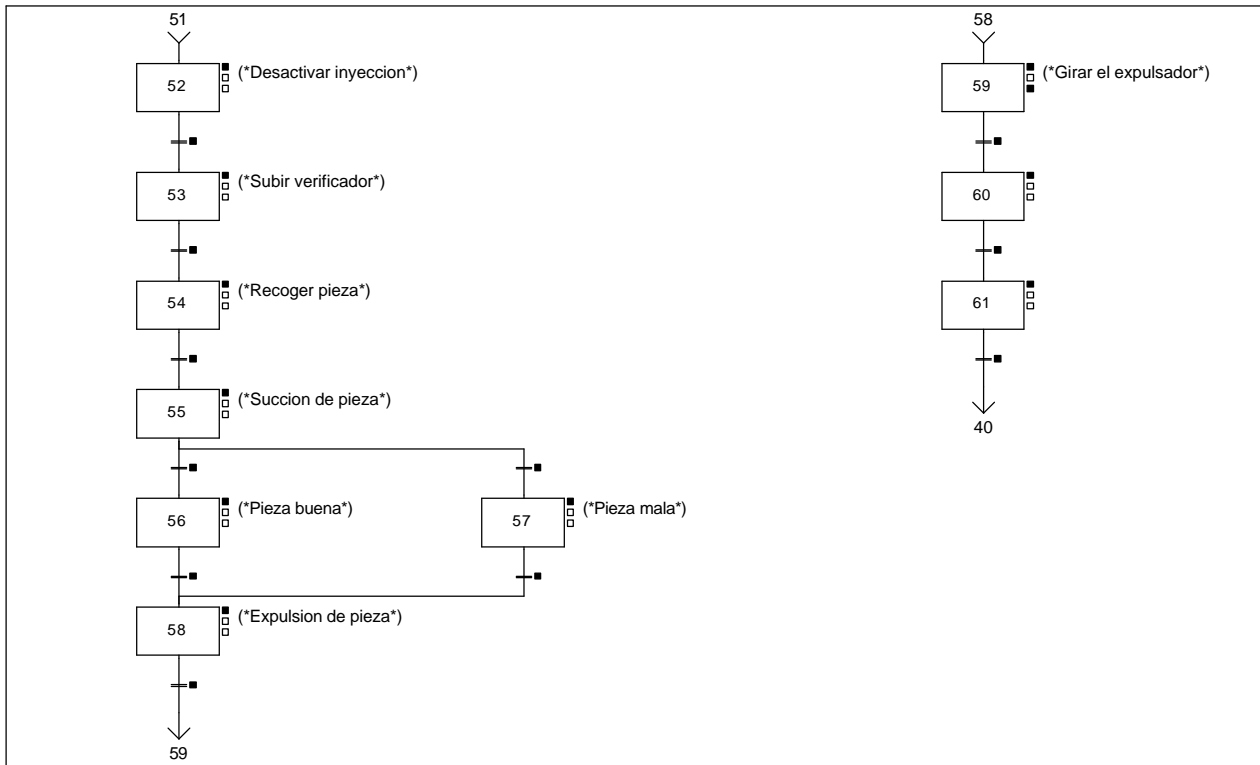 51
52
(*Desactivar inyeccion*)
53
(*Subir verificador*)
54
(*Recoger pieza*)
55
(*Succion de pieza*)
56
(*Pieza buena*)
57
(*Pieza mala*)
58
(*Expulsion de pieza*)
59
58
59
(*Girar el expulsador*)
60
61
40